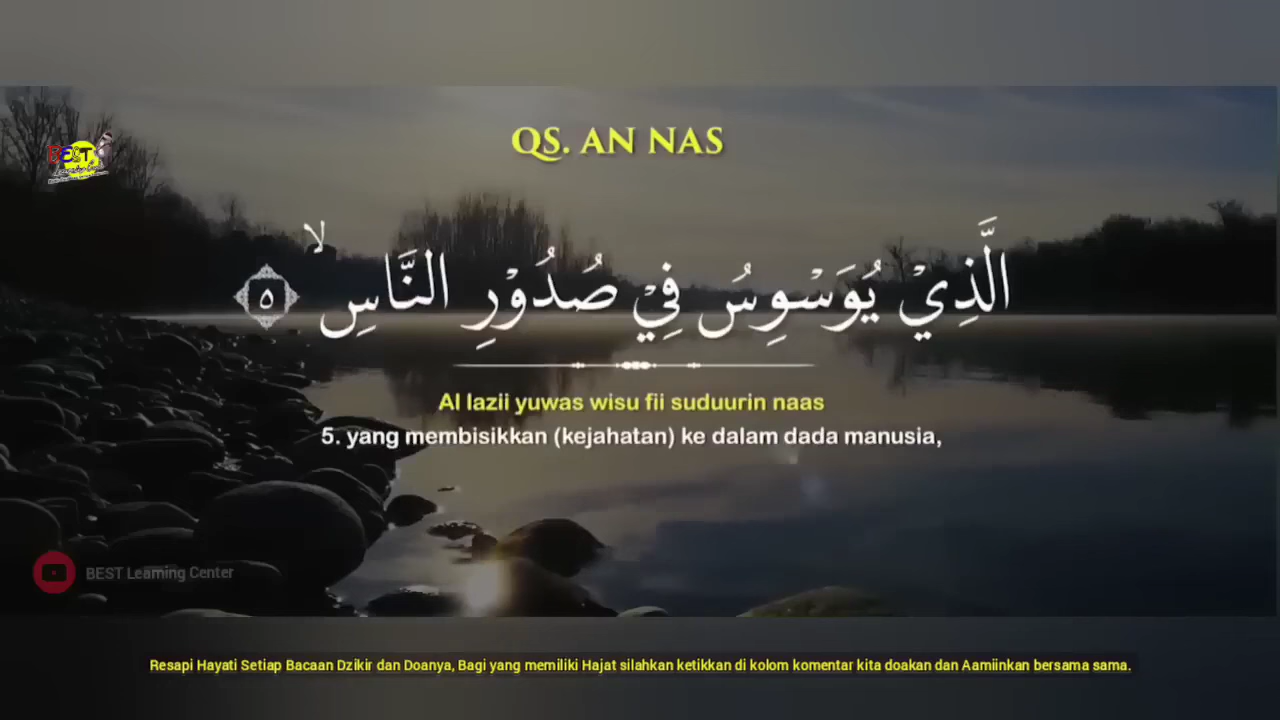 BEST
QS. AN NAS
الَّذِيْ يُوَسْوِسُ فِيْ صُدُوْرِ النَّاسِۙ ٥
Al lazii yuwas wisu fii suduurin naas
5. yang membisikkan (kejahatan) ke dalam dada manusia,
BEST Learning Center
Resapi Hayati Setiap Bacaan Dzikir dan Doanya, Bagi yang memiliki Hajat silahkan ketikkan di kolom komentar kita doakan dan Aamiinkan bersama sama.